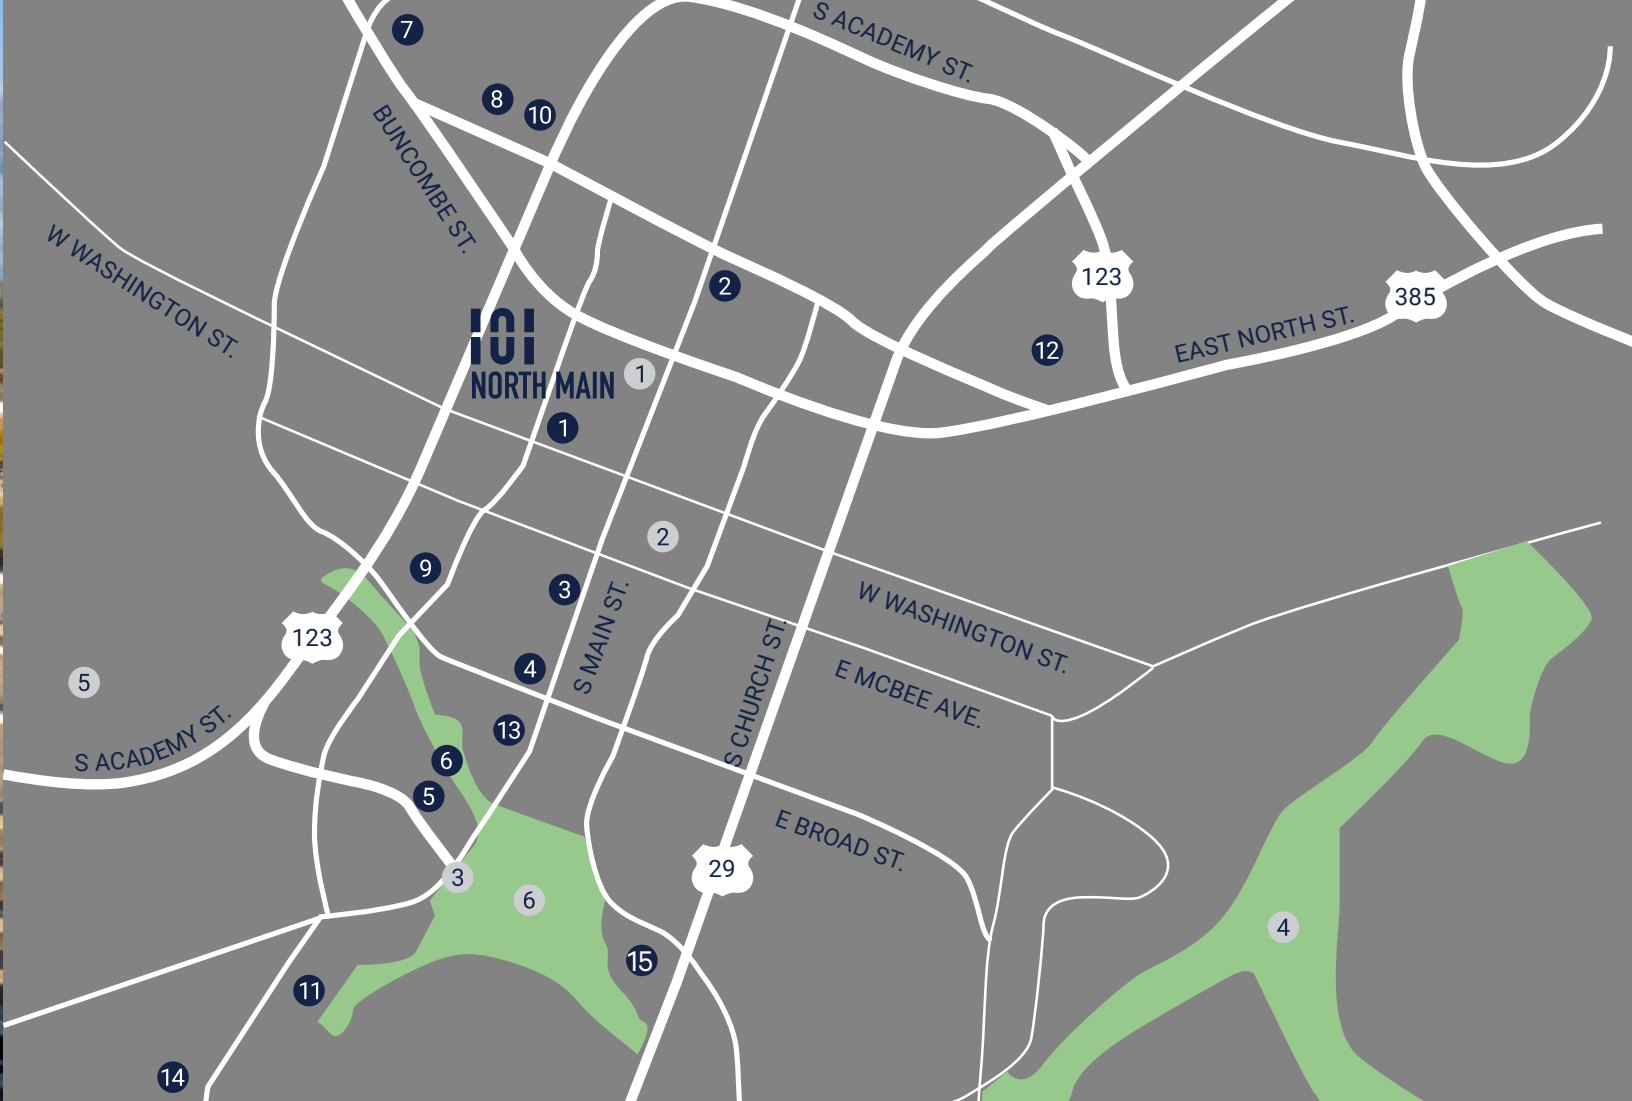 S ACADEMY ST.
7
8
10
BUNCOMBE ST.
W WASHINGTON ST.
2
123
385
EAST NORTH ST.
12
101
NORTH MAIN
1
1
2
9
3
S MAIN ST.
W WASHINGTON ST.
123
4
5
S CHURCH ST.
E MCBEE AVE.
S ACADEMY ST.
13
6
5
E BROAD ST.
29
3
6
4
15
11
14